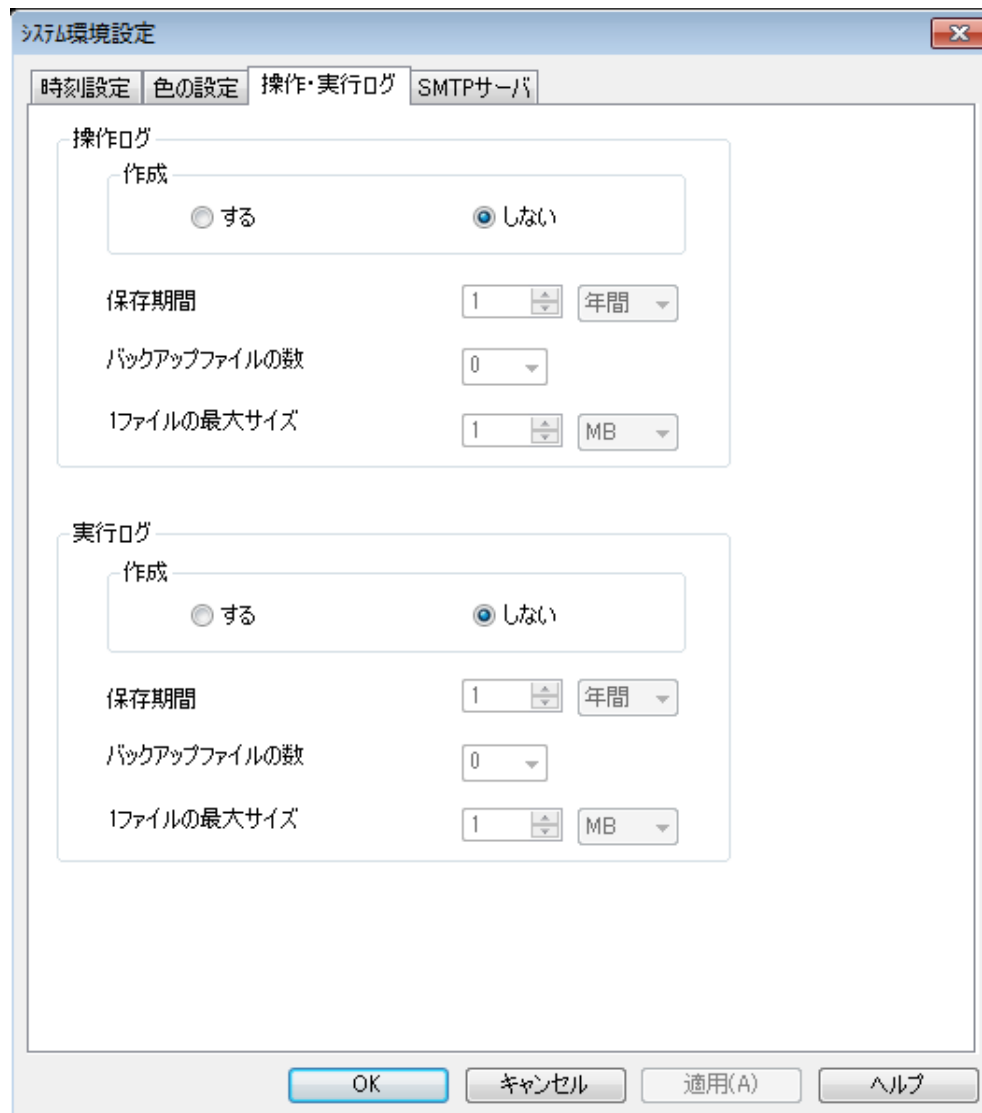 ｼｽﾃﾑ環境設定
時刻設定 色の設定 操作・実行ログ SMTPサーバ
操作ログ
作成
する しない
保存期間 1 年間
バックアップファイルの数 0
1ファイルの最大サイズ 1 MB
実行ログ
作成
する しない
保存期間 1 年間
バックアップファイルの数 0
1ファイルの最大サイズ 1 MB
OK キャンセル 適用(A) ヘルプ